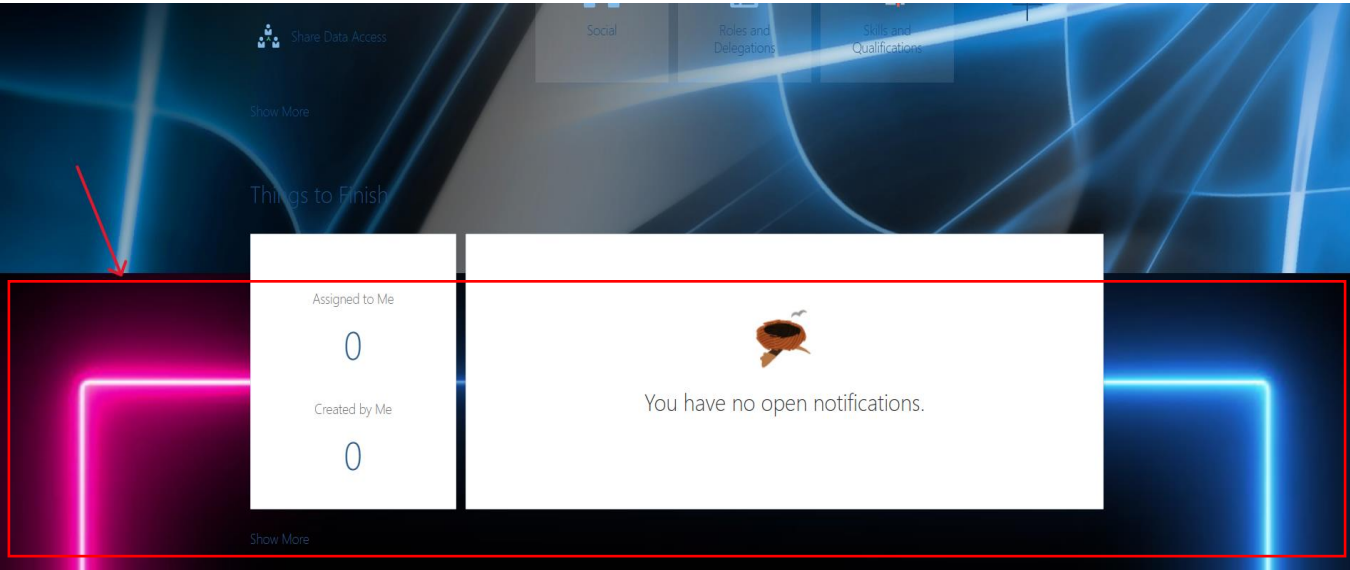 Share Data Access
Social
Roles and
Delegations
Skills and
Qualifications
Show More
Things to Finish
Assigned to Me
0
Created by Me
0
You have no open notifications.
Show More